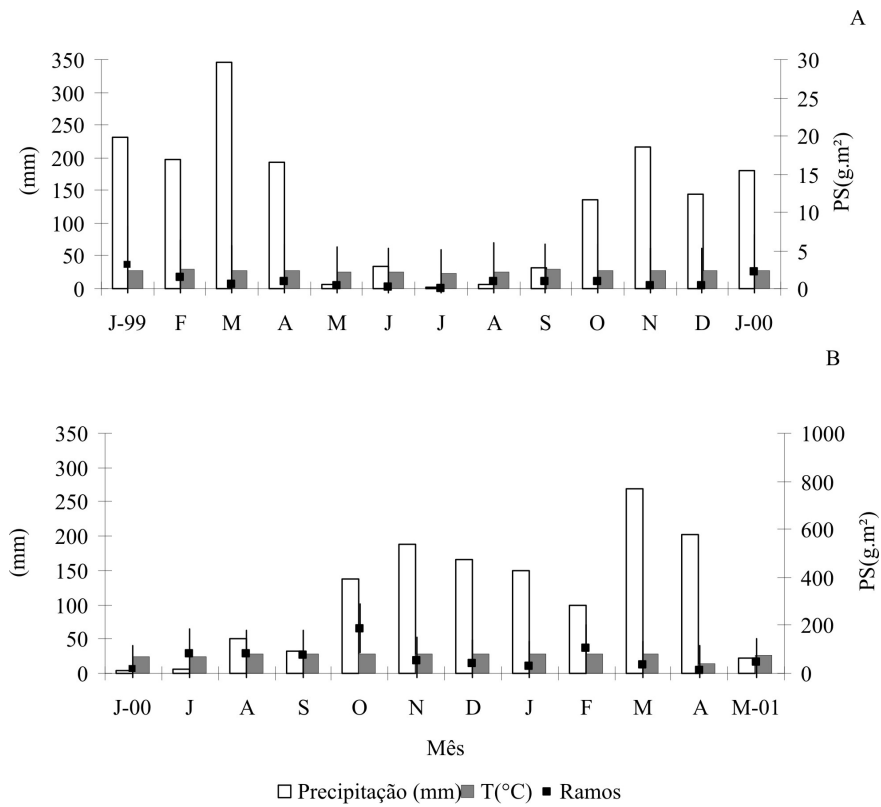 A
350 30
300 25
250 20
200
150 15
100 10
50 5
0 0
(mm)
PS(g.m²)
J-99 F M A M J J A S O N D J-00
B
350 1000
300 800
250
200 600
150 400
100
50 200
0 0
(mm)
PS(g.m²)
J-00 J A S O N D J F M A M-01
Mês
Precipitação (mm) T(°C) Ramos